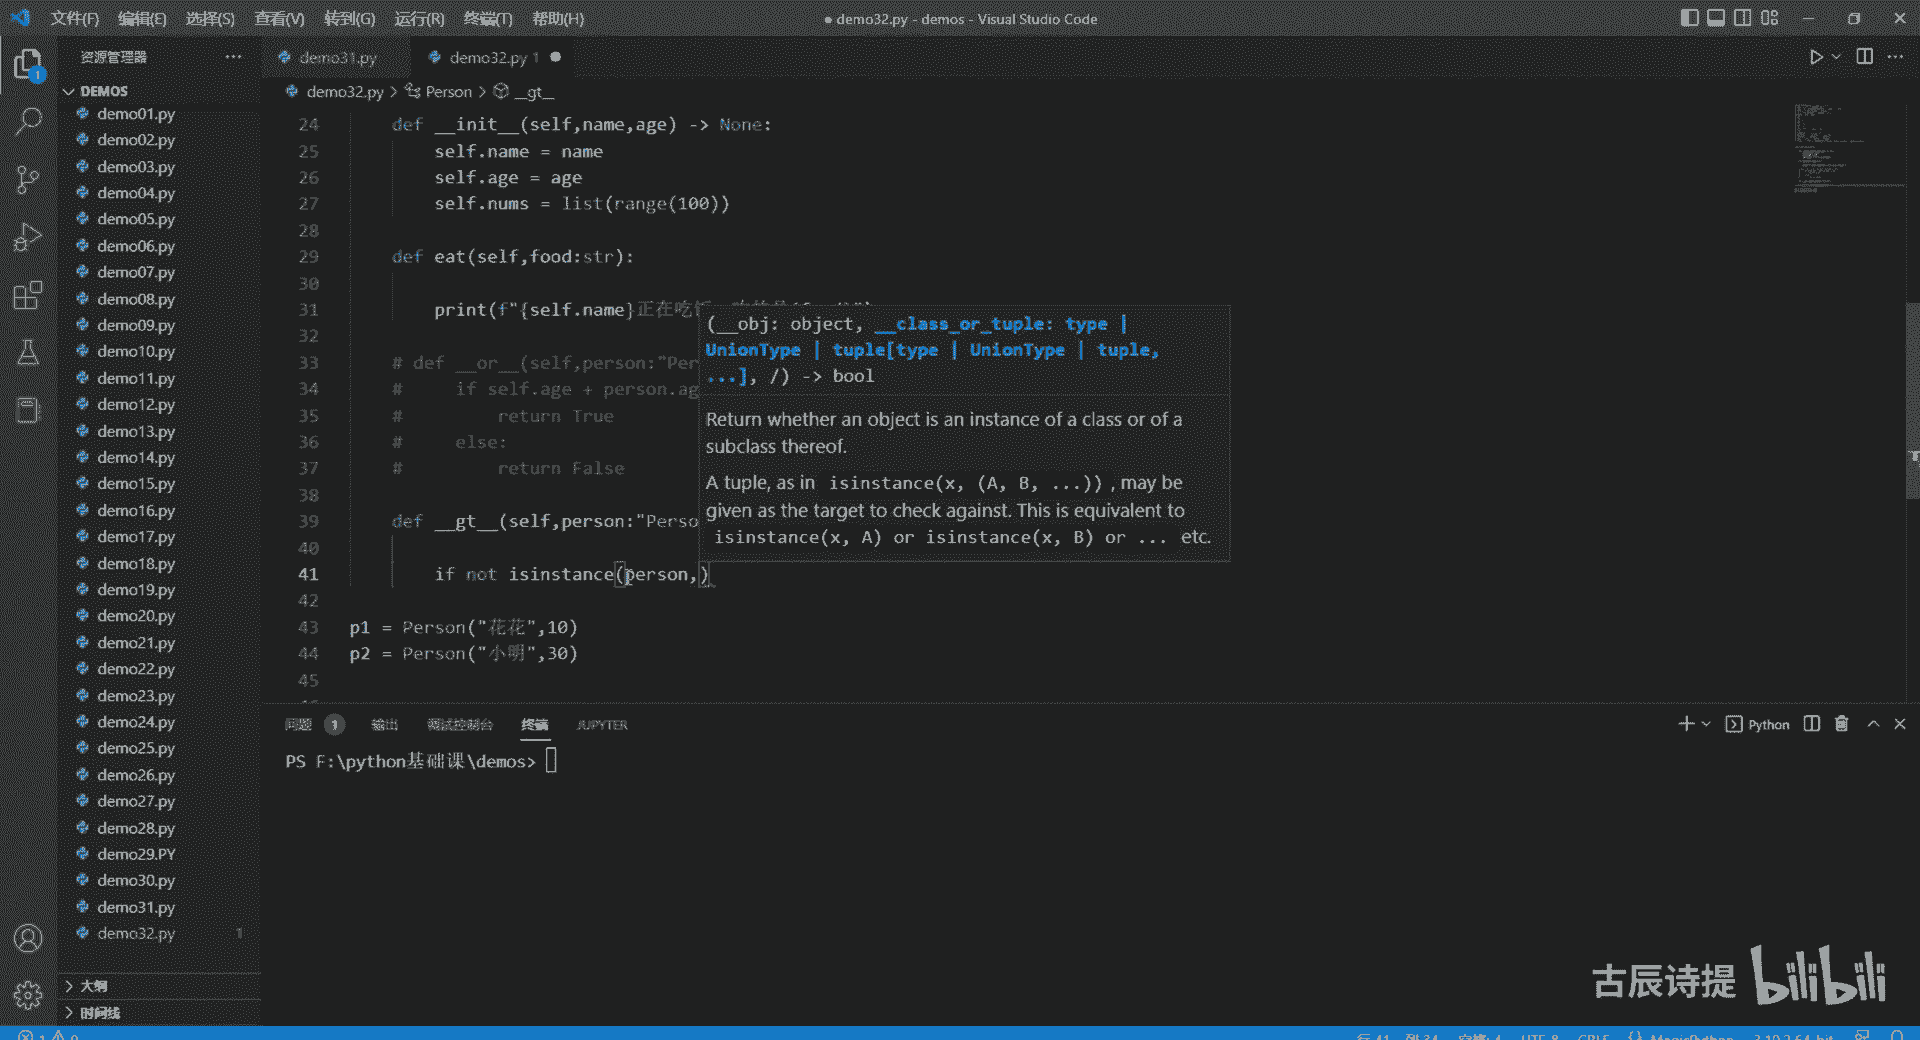 文件(F) 编辑(E) 选择(S) 查看(V) 转到(G) 运行(R) 终端(T) 帮助(H)
● demo32.py - demos - Visual Studio Code
资源管理器 ···
1
DEMOS
demo01.py
demo02.py
demo03.py
demo04.py
demo05.py
demo06.py
demo07.py
demo08.py
demo09.py
demo10.py
demo11.py
demo12.py
demo13.py
demo14.py
demo15.py
demo16.py
demo17.py
demo18.py
demo19.py
demo20.py
demo21.py
demo22.py
demo23.py
demo24.py
demo25.py
demo26.py
demo27.py
demo28.py
demo29.PY
demo30.py
demo31.py
demo32.py 1
大纲
时间线
demo31.py demo32.py 1 ●
demo32.py > Person > __gt__
24 def __init__(self,name,age) -> None:
25 self.name = name
26 self.age = age
27 self.nums = list(range(100))
28
29 def eat(self,food:str):
30
31 print(f"{self.name}正在吃
32
33 # def __or__(self,person:"Per
34 # if self.age + person.ag
35 # return True
36 # else:
37 # return False
38
39 def __gt__(self,person:"Perso
40
41 if not isinstance(person,)
42
43 p1 = Person("花花",10)
44 p2 = Person("小明",30)
45
(__obj: object, __class_or_tuple: type |
UnionType | tuple[type | UnionType | tuple,
...], /) -> bool
Return whether an object is an instance of a class or of a
subclass thereof.
A tuple, as in isinstance(x, (A, B, ...)) , may be
given as the target to check against. This is equivalent to
isinstance(x, A) or isinstance(x, B) or ... etc.
问题 1 输出 调试控制台 终端 JUPYTER
Python
PS F:\python基础课\demos>
古辰诗提 bilibili